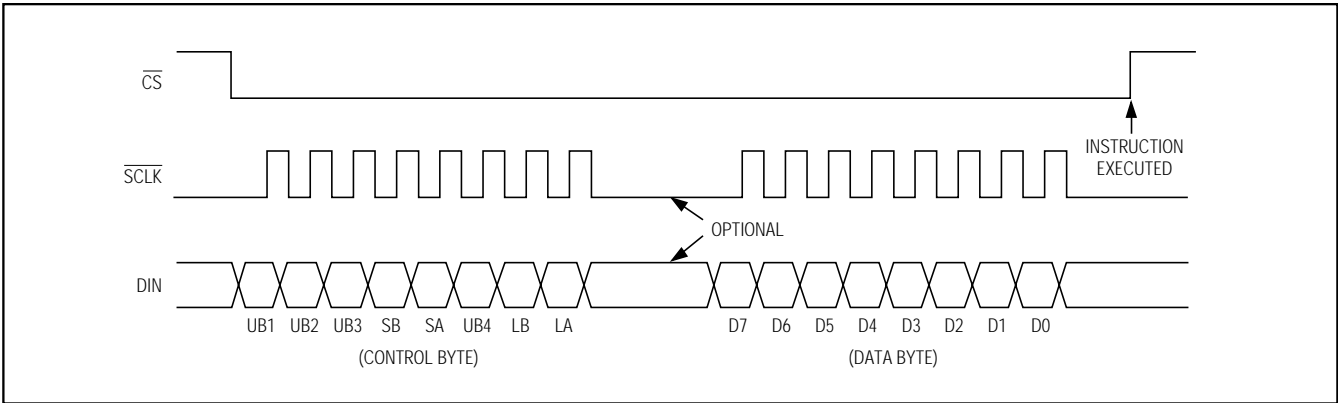 CS
INSTRUCTION
EXECUTED
SCLK
OPTIONAL
DIN
UB1 UB2 UB3 SB SA UB4 LB LA D7 D6 D5 D4 D3 D2 D1 D0
(CONTROL BYTE) (DATA BYTE)